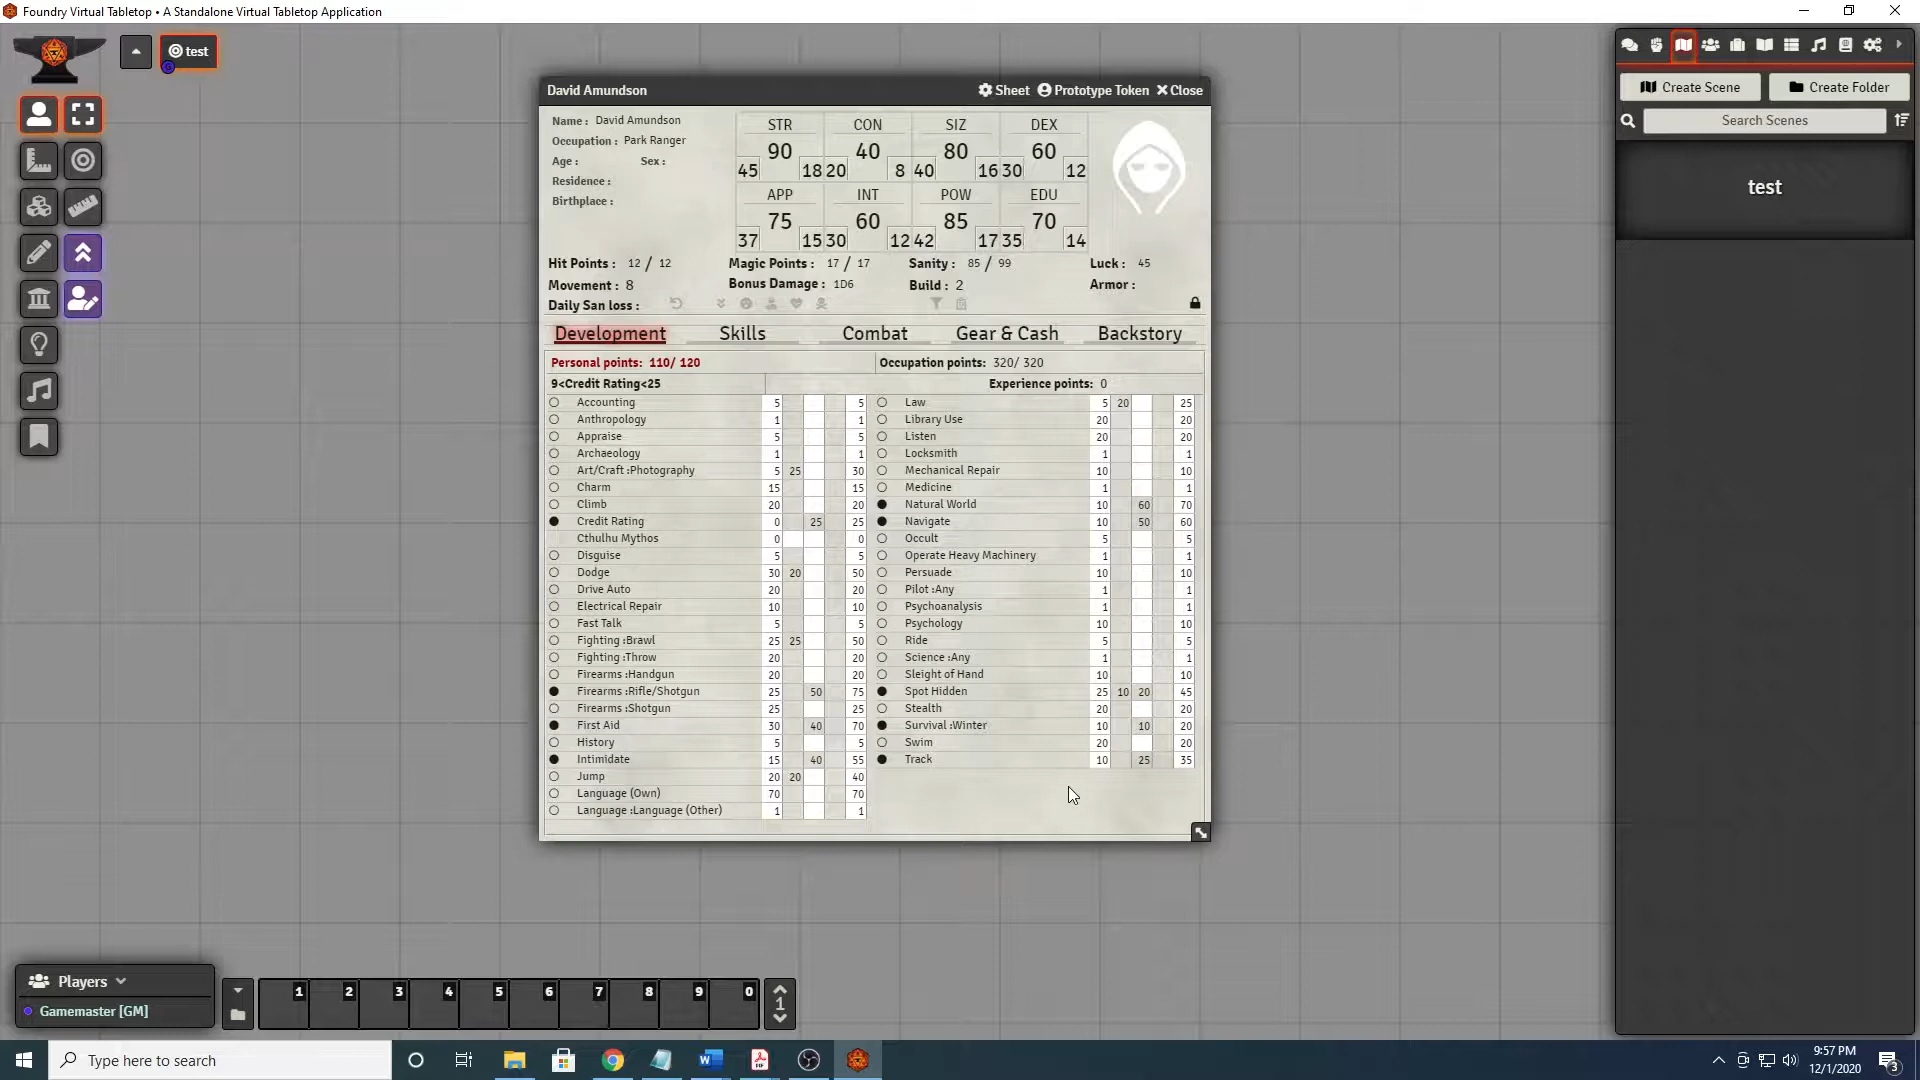 Foundry Virtual Tabletop • A Standalone Virtual Tabletop Application
test
Create Scene Create Folder
Search Scenes
test
David Amundson Sheet Prototype Token Close
Name : David Amundson
Occupation : Park Ranger
Age : Sex :
Residence :
Birthplace :
STR CON SIZ DEX
90 40 80 60
45 18 20 8 40 16 30 12
APP INT POW EDU
75 60 85 70
37 15 30 12 42 17 35 14
Hit Points : 12 / 12 Magic Points : 17 / 17 Sanity : 85 / 99 Luck : 45
Movement : 8 Bonus Damage : 1D6 Build : 2 Armor :
Daily San loss :
Development Skills Combat Gear & Cash Backstory
Personal points: 110/ 120 Occupation points: 320/ 320
9<Credit Rating<25 Experience points: 0
Accounting 5 5
Anthropology 1 1
Appraise 5 5
Archaeology 1 1
Art/Craft :Photography 5 25 30
Charm 15 15
Climb 20 20
Credit Rating 0 25 25
Cthulhu Mythos 0 0
Disguise 5 5
Dodge 30 20 50
Drive Auto 20 20
Electrical Repair 10 10
Fast Talk 5 5
Fighting :Brawl 25 25 50
Fighting :Throw 20 20
Firearms :Handgun 20 20
Firearms :Rifle/Shotgun 25 50 75
Firearms :Shotgun 25 25
First Aid 30 40 70
History 5 5
Intimidate 15 40 55
Jump 20 20 40
Language (Own) 70 70
Language :Language (Other) 1 1
Law 5 20 25
Library Use 20 20
Listen 20 20
Locksmith 1 1
Mechanical Repair 10 10
Medicine 1 1
Natural World 10 60 70
Navigate 10 50 60
Occult 5 5
Operate Heavy Machinery 1 1
Persuade 10 10
Pilot :Any 1 1
Psychoanalysis 1 1
Psychology 10 10
Ride 5 5
Science :Any 1 1
Sleight of Hand 10 10
Spot Hidden 25 10 20 45
Stealth 20 20
Survival :Winter 10 10 20
Swim 20 20
Track 10 25 35
Players
Gamemaster [GM]
1 2 3 4 5 6 7 8 9 0
1
Type here to search
9:57 PM
12/1/2020
3